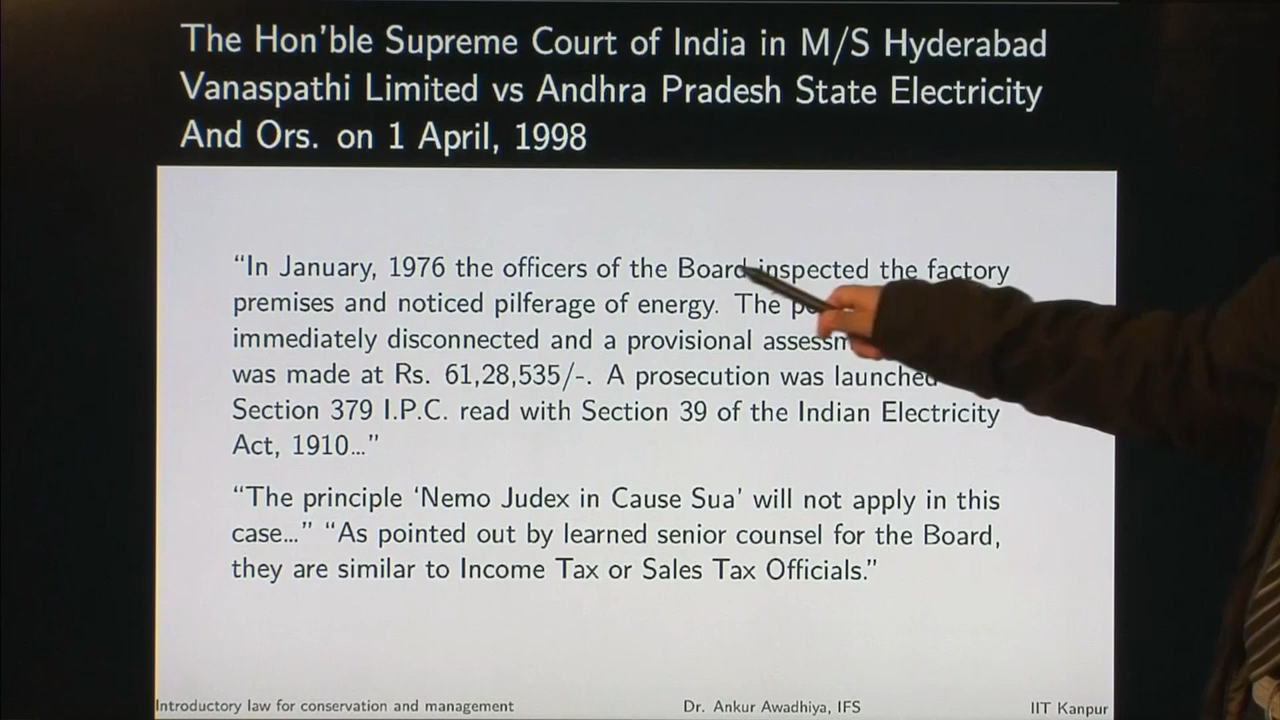 The Hon'ble Supreme Court of India in M/S Hyderabad
Vanaspathi Limited vs Andhra Pradesh State Electricity
And Ors. on 1 April, 1998
“In January, 1976 the officers of the Board inspected the factory
premises and noticed pilferage of energy. The
immediately disconnected and a provisional
was made at Rs. 61,28,535/-. A prosecution was launched
Section 379 I.P.C. read with Section 39 of the Indian Electricity
Act, 1910...”
“The principle ‘Nemo Judex in Cause Sua’ will not apply in this
case...” “As pointed out by learned senior counsel for the Board,
they are similar to Income Tax or Sales Tax Officials.”
Introductory law for conservation and management
Dr. Ankur Awadhiya, IFS
IIT Kanpur